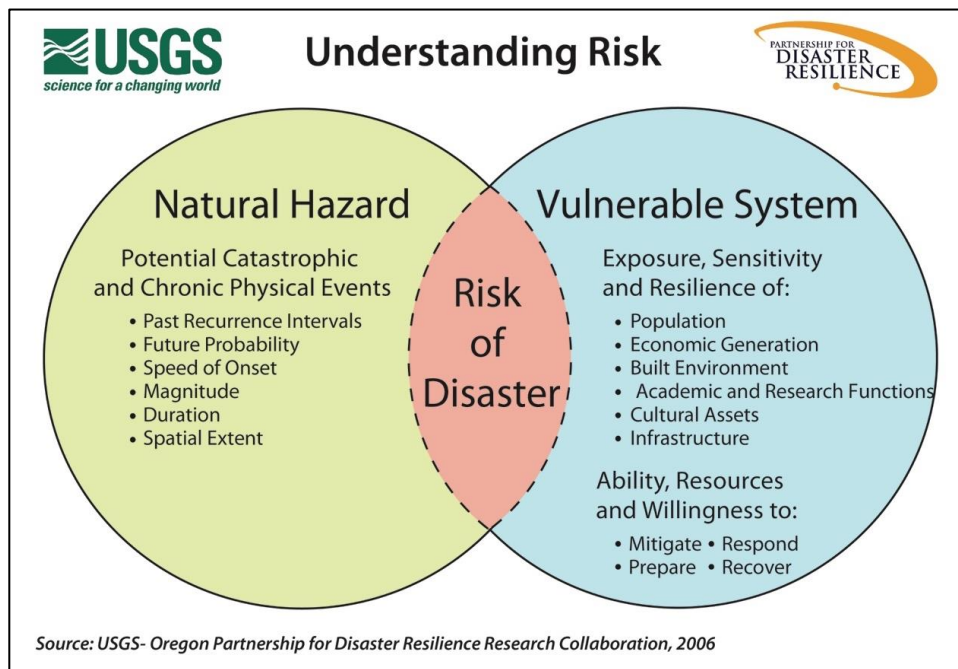 USGS
science for a changing world
Understanding Risk
PARTNERSHIP FOR
DISASTER
RESILIENCE
Natural Hazard
Potential Catastrophic
and Chronic Physical Events
• Past Recurrence Intervals
• Future Probability
• Speed of Onset
• Magnitude
• Duration
• Spatial Extent
Risk
of
Disaster
Vulnerable System
Exposure, Sensitivity
and Resilience of:
• Population
• Economic Generation
• Built Environment
• Academic and Research Functions
• Cultural Assets
• Infrastructure
Ability, Resources
and Willingness to:
• Mitigate • Respond
• Prepare • Recover
Source: USGS- Oregon Partnership for Disaster Resilience Research Collaboration, 2006